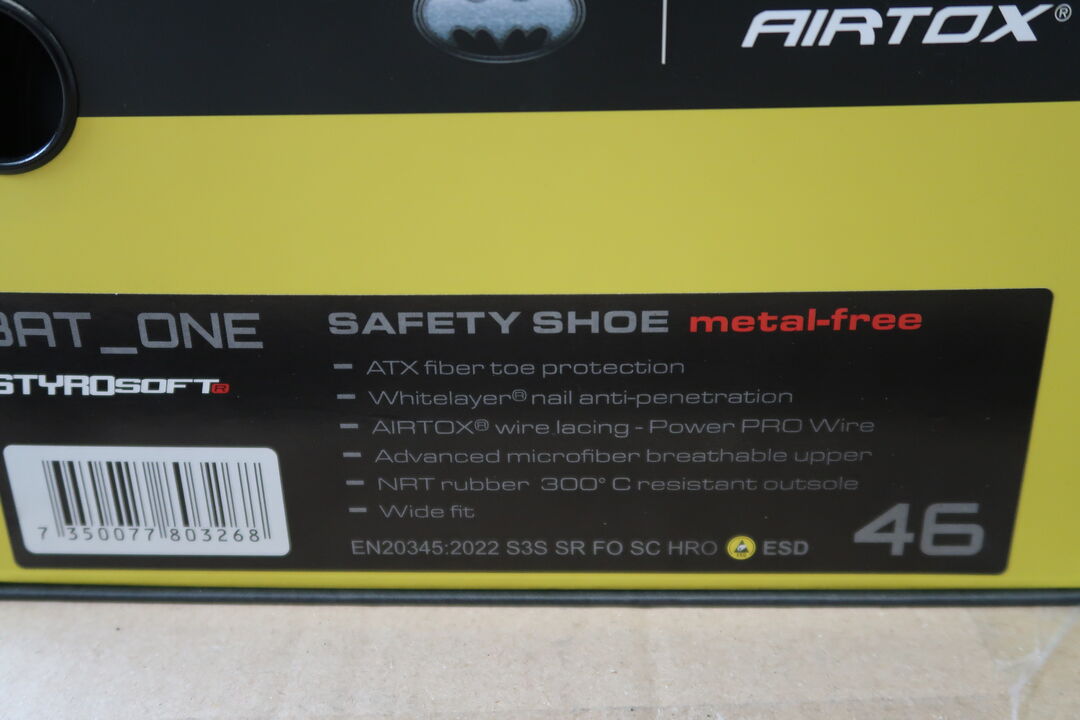 AIRTOX®
BAT_ONE
STYROSOFT®
SAFETY SHOE metal-free
- ATX fiber toe protection
- Whitelayer® nail anti-penetration
- AIRTOX® wire lacing - Power PRO Wire
- Advanced microfiber breathable upper
- NRT rubber 300° C resistant outsole
- Wide fit
EN20345:2022 S3S SR FO SC HRO ESD
46
7 350077 803268